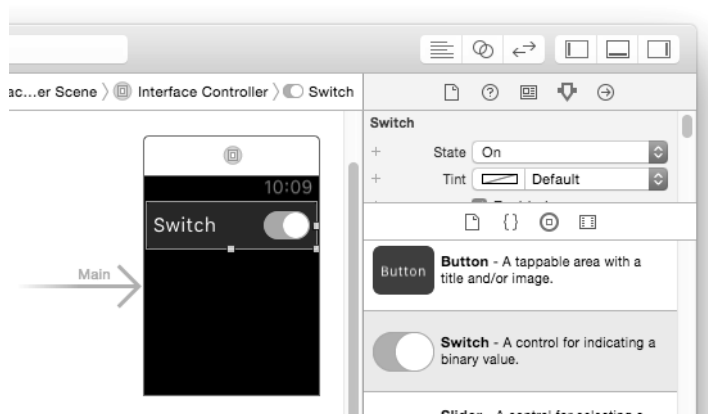 ac...er Scene 〉 Interface Controller 〉 Switch
Switch
State On
Tint Default
10:09
Switch
Main
{}
Button
Button - A tappable area with a
title and/or image.
Switch - A control for indicating a
binary value.